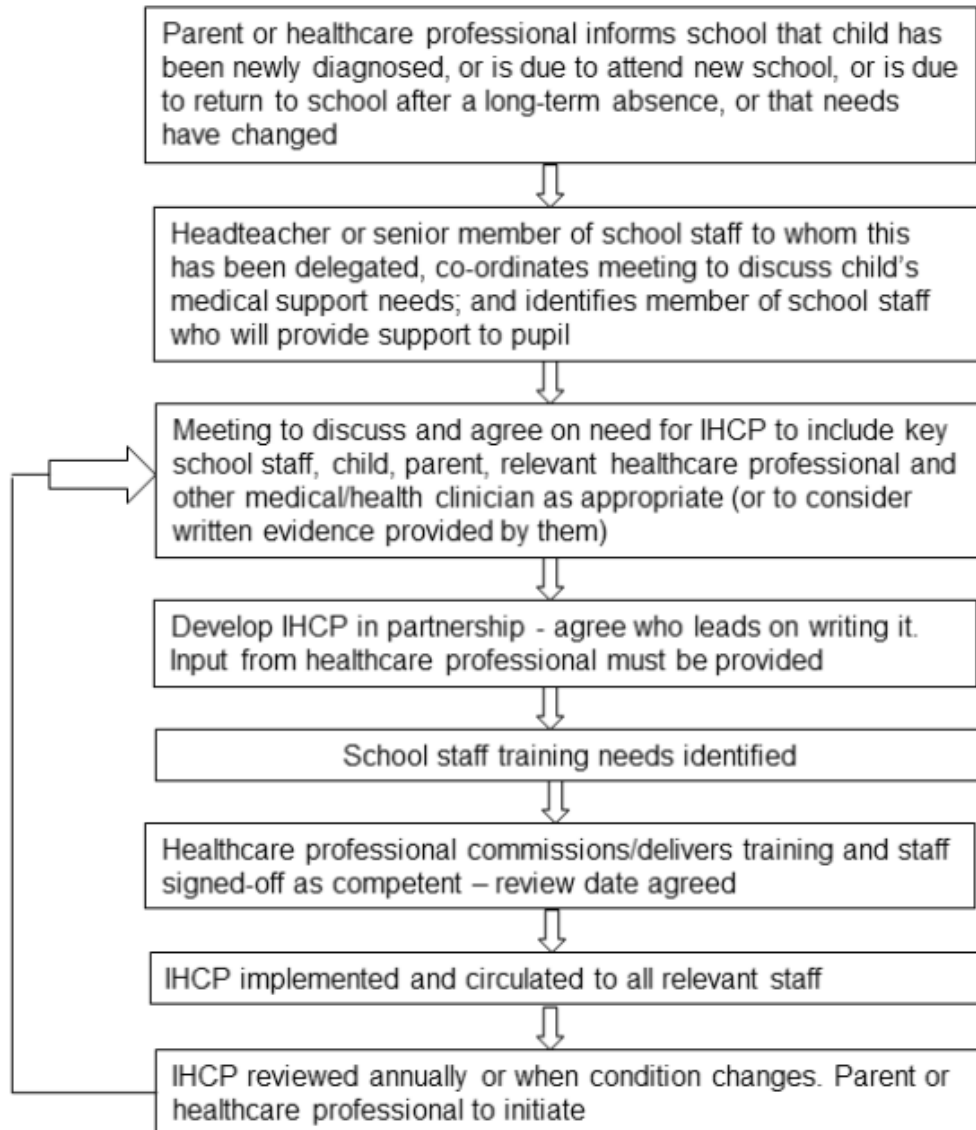 Parent or healthcare professional informs school that child has
been newly diagnosed, or is due to attend new school, or is due
to return to school after a long-term absence, or that needs
have changed
Headteacher or senior member of school staff to whom this
has been delegated, co-ordinates meeting to discuss child's
medical support needs; and identifies member of school staff
who will provide support to pupil
Meeting to discuss and agree on need for IHCP to include key
school staff, child, parent, relevant healthcare professional and
other medical/health clinician as appropriate (or to consider
written evidence provided by them)
Develop IHCP in partnership - agree who leads on writing it.
Input from healthcare professional must be provided
School staff training needs identified
Healthcare professional commissions/delivers training and staff
signed-off as competent – review date agreed
IHCP implemented and circulated to all relevant staff
IHCP reviewed annually or when condition changes. Parent or
healthcare professional to initiate